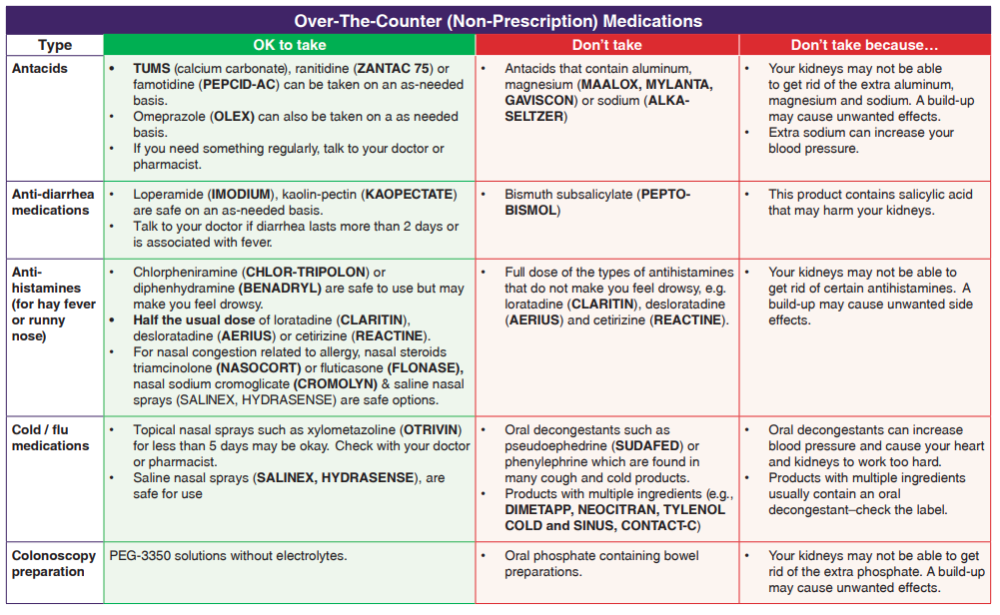 Over-The-Counter (Non-Prescription) Medications
Type
OK to take
Don't take
Don't take because…
Antacids
• TUMS (calcium carbonate), ranitidine (ZANTAC 75) or
famotidine (PEPCID-AC) can be taken on an as-needed
basis.
• Omeprazole (OLEX) can also be taken on a as needed
basis.
• If you need something regularly, talk to your doctor or
pharmacist.
• Antacids that contain aluminum,
magnesium (MAALOX, MYLANTA,
GAVISCON) or sodium (ALKA-
SELTZER)
• Your kidneys may not be able
to get rid of the extra aluminum,
magnesium and sodium. A build-up
may cause unwanted effects.
• Extra sodium can increase your
blood pressure.
Anti-diarrhea
medications
• Loperamide (IMODIUM), kaolin-pectin (KAOPECTATE)
are safe on an as-needed basis.
• Talk to your doctor if diarrhea lasts more than 2 days or
is associated with fever.
• Bismuth subsalicylate (PEPTO-
BISMOL)
• This product contains salicylic acid
that may harm your kidneys.
Anti-
histamines
(for hay fever
or runny
nose)
• Chlorpheniramine (CHLOR-TRIPOLON) or
diphenhydramine (BENADRYL) are safe to use but may
make you feel drowsy.
• Half the usual dose of loratadine (CLARITIN),
desloratadine (AERIUS) or cetirizine (REACTINE).
• For nasal congestion related to allergy, nasal steroids
triamcinolone (NASOCORT) or fluticasone (FLONASE),
nasal sodium cromoglicate (CROMOLYN) & saline nasal
sprays (SALINEX, HYDRASENSE) are safe options.
• Full dose of the types of antihistamines
that do not make you feel drowsy, e.g.
loratadine (CLARITIN), desloratadine
(AERIUS) and cetirizine (REACTINE).
• Your kidneys may not be able to
get rid of certain antihistamines. A
build-up may cause unwanted side
effects.
Cold / flu
medications
• Topical nasal sprays such as xylometazoline (OTRIVIN)
for less than 5 days may be okay. Check with your doctor
or pharmacist.
• Saline nasal sprays (SALINEX, HYDRASENSE), are
safe for use
• Oral decongestants such as
pseudoephedrine (SUDAFED) or
phenylephrine which are found in
many cough and cold products.
• Products with multiple ingredients (e.g.,
DIMETAPP, NEOCITRAN, TYLENOL
COLD and SINUS, CONTACT-C)
• Oral decongestants can increase
blood pressure and cause your heart
and kidneys to work too hard.
• Products with multiple ingredients
usually contain an oral
decongestant–check the label.
Colonoscopy
preparation
PEG-3350 solutions without electrolytes.
• Oral phosphate containing bowel
preparations.
• Your kidneys may not be able to get
rid of the extra phosphate. A build-up
may cause unwanted effects.